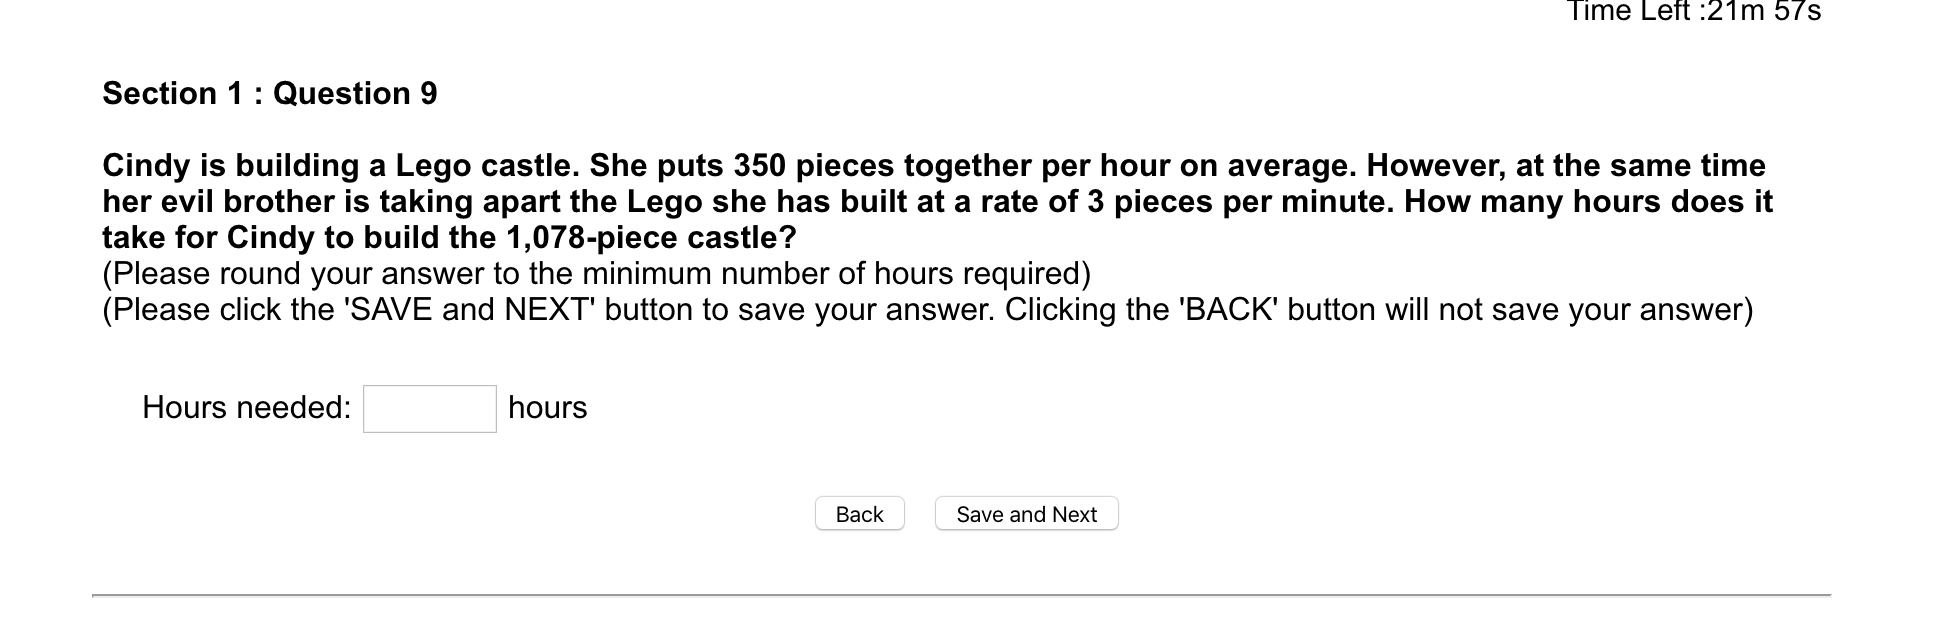 Time Left :21m 57s
Section 1 : Question 9
Cindy is building a Lego castle. She puts 350 pieces together per hour on average. However, at the same time
her evil brother is taking apart the Lego she has built at a rate of 3 pieces per minute. How many hours does it
take for Cindy to build the 1,078-piece castle?
(Please round your answer to the minimum number of hours required)
(Please click the 'SAVE and NEXT' button to save your answer. Clicking the 'BACK' button will not save your answer)
Hours needed: hours
Back Save and Next